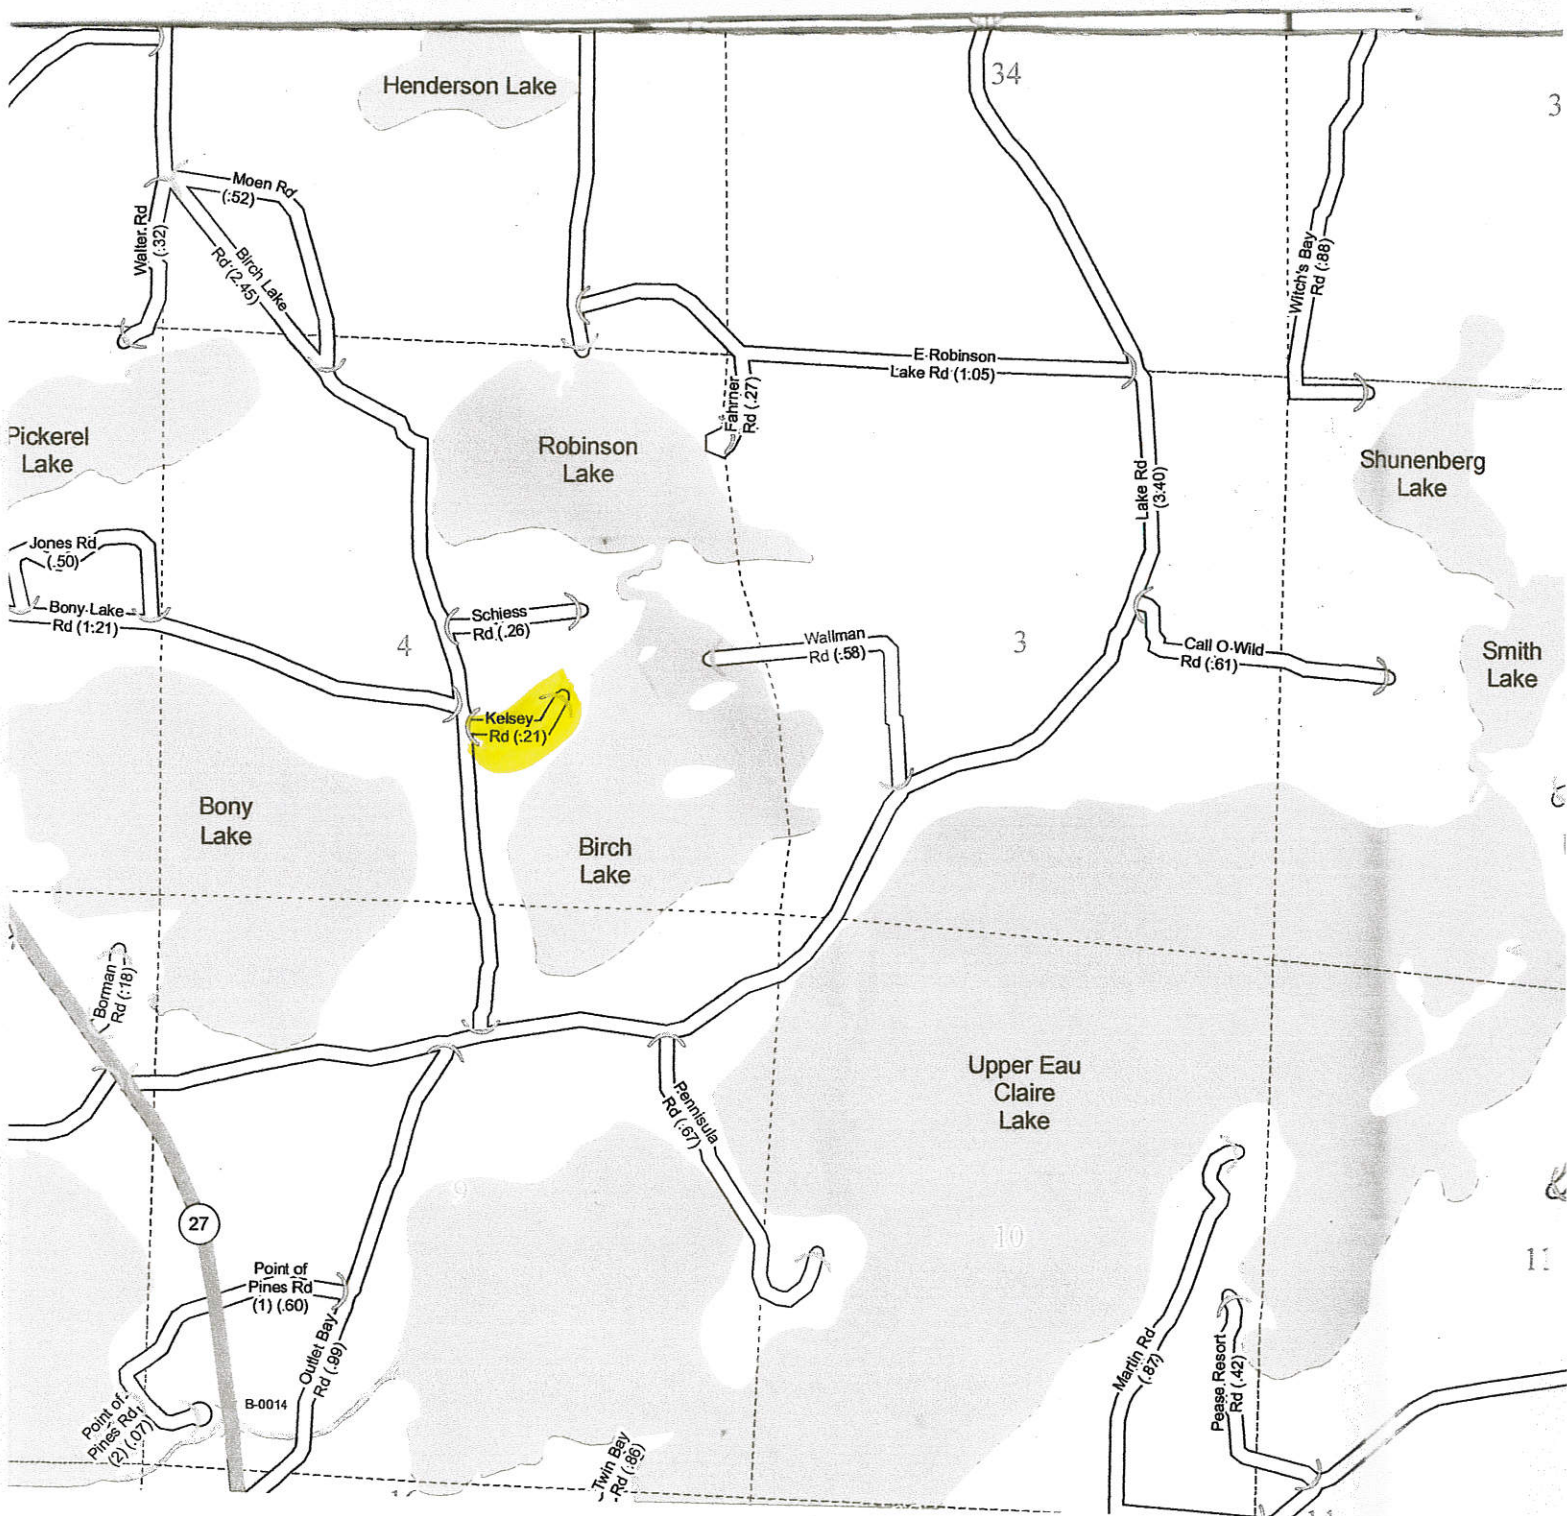 34
Henderson Lake
3
Moen Rd
(.52)
Walter Rd
(.32)
Birch Lake
Rd (2.45)
Witch's Bay
Rd (.88)
E Robinson
Lake Rd (1.05)
Fahrner
Rd (.27)
Pickerel
Lake
Robinson
Lake
Shunenberg
Lake
Lake Rd
(3.40)
Jones Rd
(.50)
Bony Lake
Rd (1.21)
Schiess
Rd (.26)
4
Wallman
Rd (.58)
3
Call O Wild
Rd (.61)
Smith
Lake
Kelsey
Rd (.21)
Bony
Lake
Birch
Lake
Borman
Rd (.18)
Upper Eau
Claire
Lake
Pennisula
Rd (.67)
9
27
10
11
Point of
Pines Rd
(1) (.60)
Outlet Bay
Rd (.99)
Martin Rd
(.87)
Pease Resort
Rd (.42)
B-0014
Point of
Pines Rd
(2) (.07)
Twin Bay
Rd (.86)